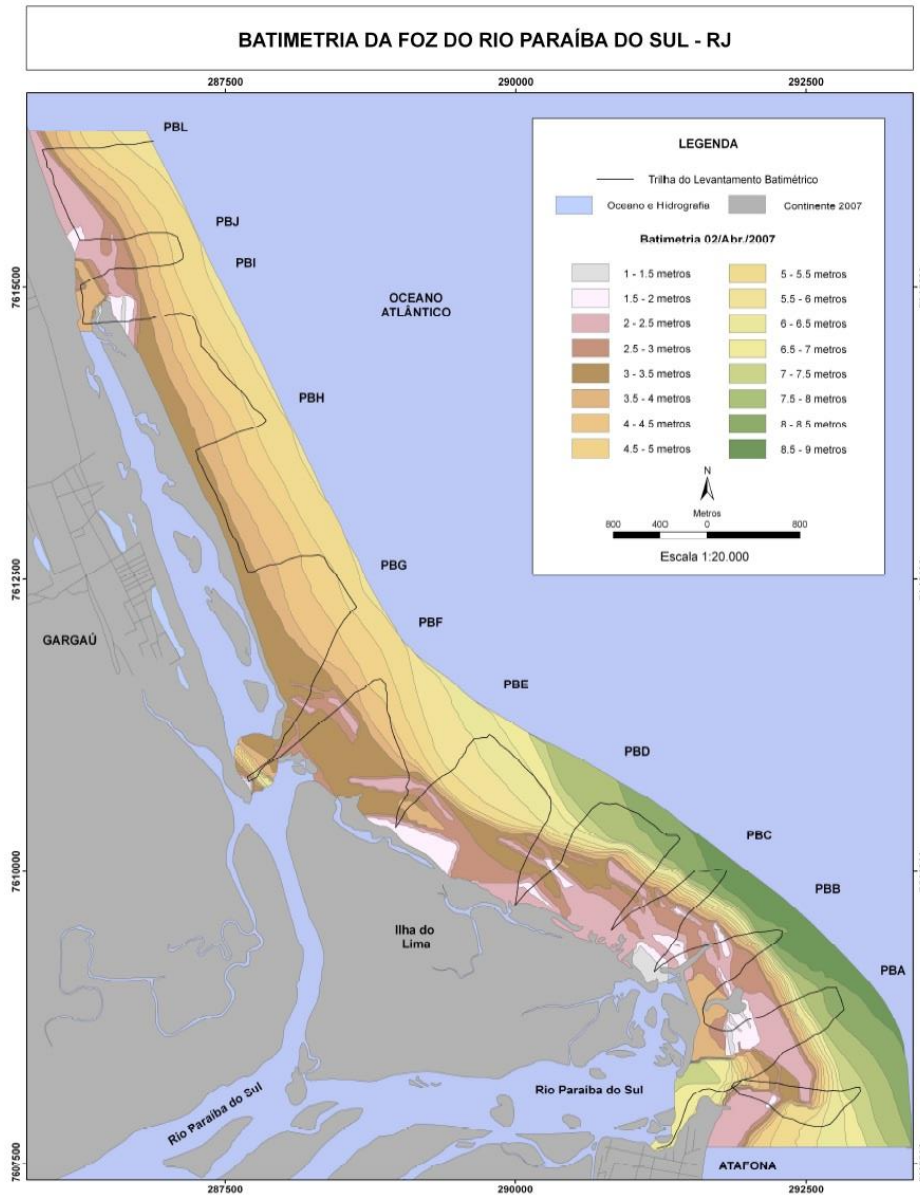 BATIMETRIA DA FOZ DO RIO PARAÍBA DO SUL - RJ
287500 290000 292500
PBL
PBJ
PBI
PBH
PBG
PBF
PBE
PBD
PBC
PBB
PBA
OCEANO
ATLÂNTICO
LEGENDA
Trilha do Levantamento Batimétrico
Oceano e Hidrografia
Continente 2007
Batimetria 02/Abr./2007
1 - 1.5 metros
1.5 - 2 metros
2 - 2.5 metros
2.5 - 3 metros
3 - 3.5 metros
3.5 - 4 metros
4 - 4.5 metros
4.5 - 5 metros
5 - 5.5 metros
5.5 - 6 metros
6 - 6.5 metros
6.5 - 7 metros
7 - 7.5 metros
7.5 - 8 metros
8 - 8.5 metros
8.5 - 9 metros
N
Metros
800 400 0 800
Escala 1:20.000
7615000
7612500
7610000
7607500
GARGAÚ
Ilha do
Lima
Rio Paraíba do Sul
Rio Paraíba do Sul
ATAFONA
287500 290000 292500